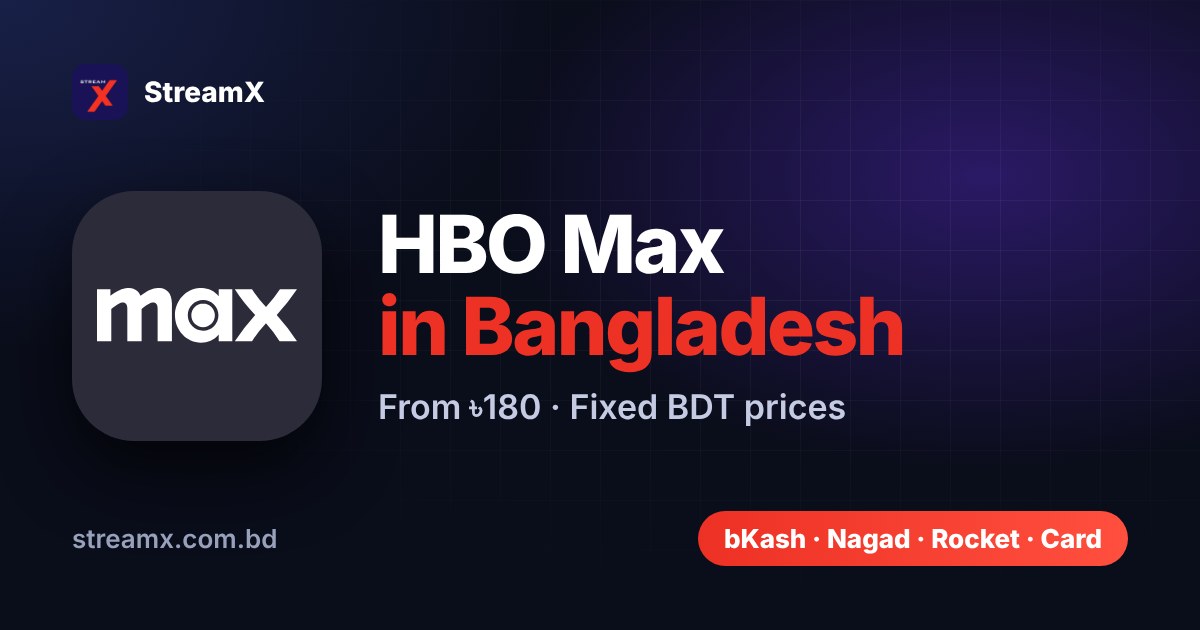 STREAM
X
StreamX
max
HBO Max
in Bangladesh
From ৳180 · Fixed BDT prices
streamx.com.bd
bKash · Nagad · Rocket · Card